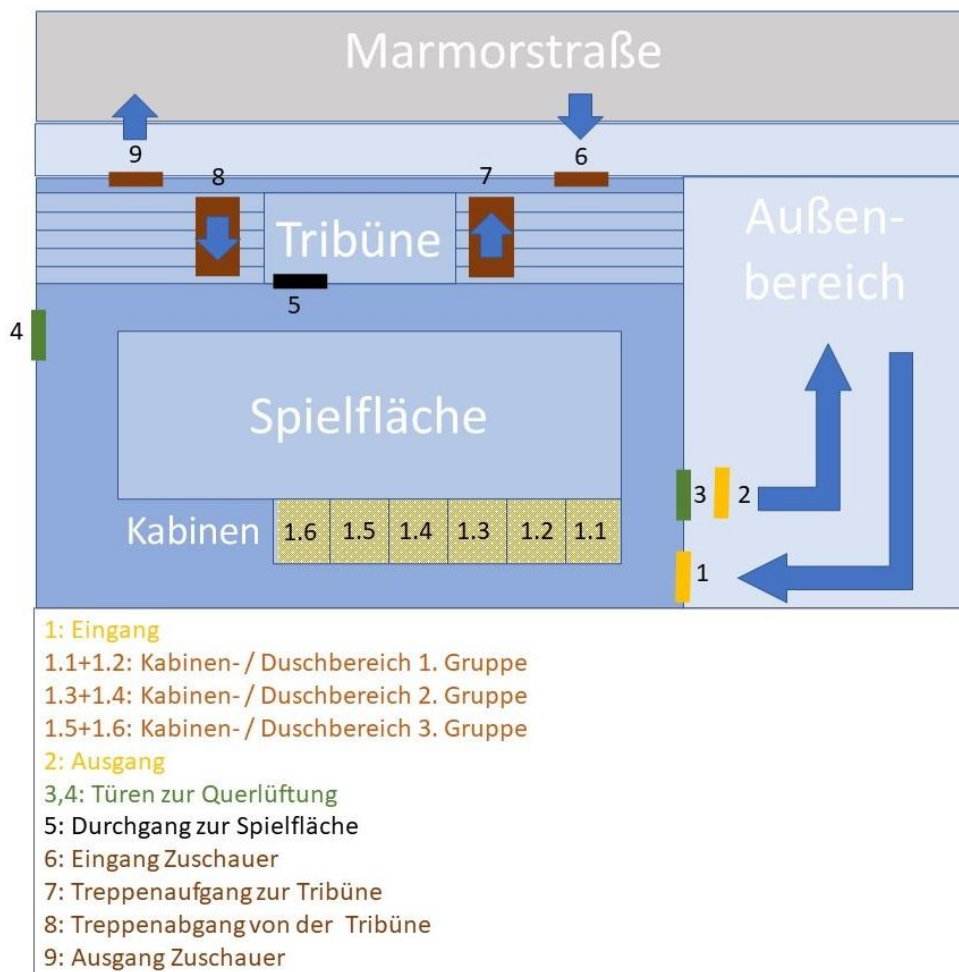 Marmorstraße
9
6
8
7
Tribüne
Außen-
bereich
5
4
Spielfläche
3
2
Kabinen
1.6
1.5
1.4
1.3
1.2
1.1
1
1: Eingang
1.1+1.2: Kabinen- / Duschbereich 1. Gruppe
1.3+1.4: Kabinen- / Duschbereich 2. Gruppe
1.5+1.6: Kabinen- / Duschbereich 3. Gruppe
2: Ausgang
3,4: Türen zur Querlüftung
5: Durchgang zur Spielfläche
6: Eingang Zuschauer
7: Treppenaufgang zur Tribüne
8: Treppenabgang von der Tribüne
9: Ausgang Zuschauer